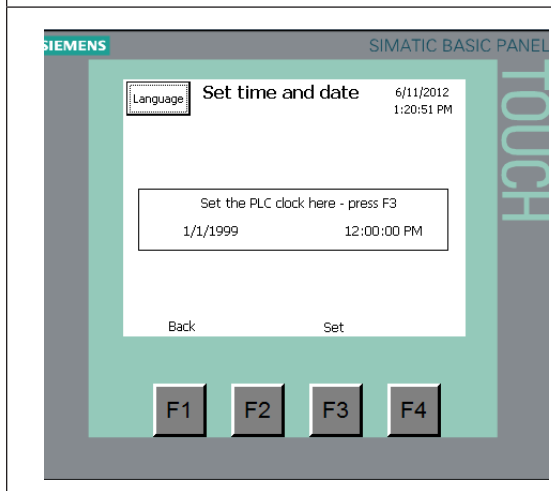 SIEMENS
SIMATIC BASIC PANEL
TOUCH
Language
Set time and date
6/11/2012
1:20:51 PM
Set the PLC clock here - press F3
1/1/1999 12:00:00 PM
Back Set
F1 F2 F3 F4